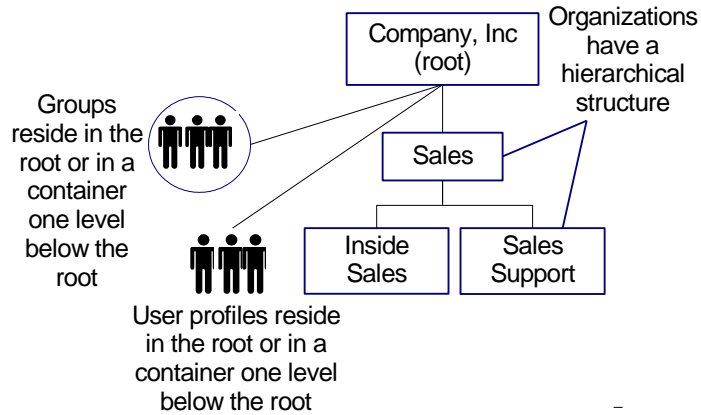 Company, Inc
(root)
Organizations
have a
hierarchical
structure
Groups
reside in the
root or in a
container
one level
below the
root
Sales
Inside
Sales
Sales
Support
User profiles reside
in the root or in a
container one level
below the root